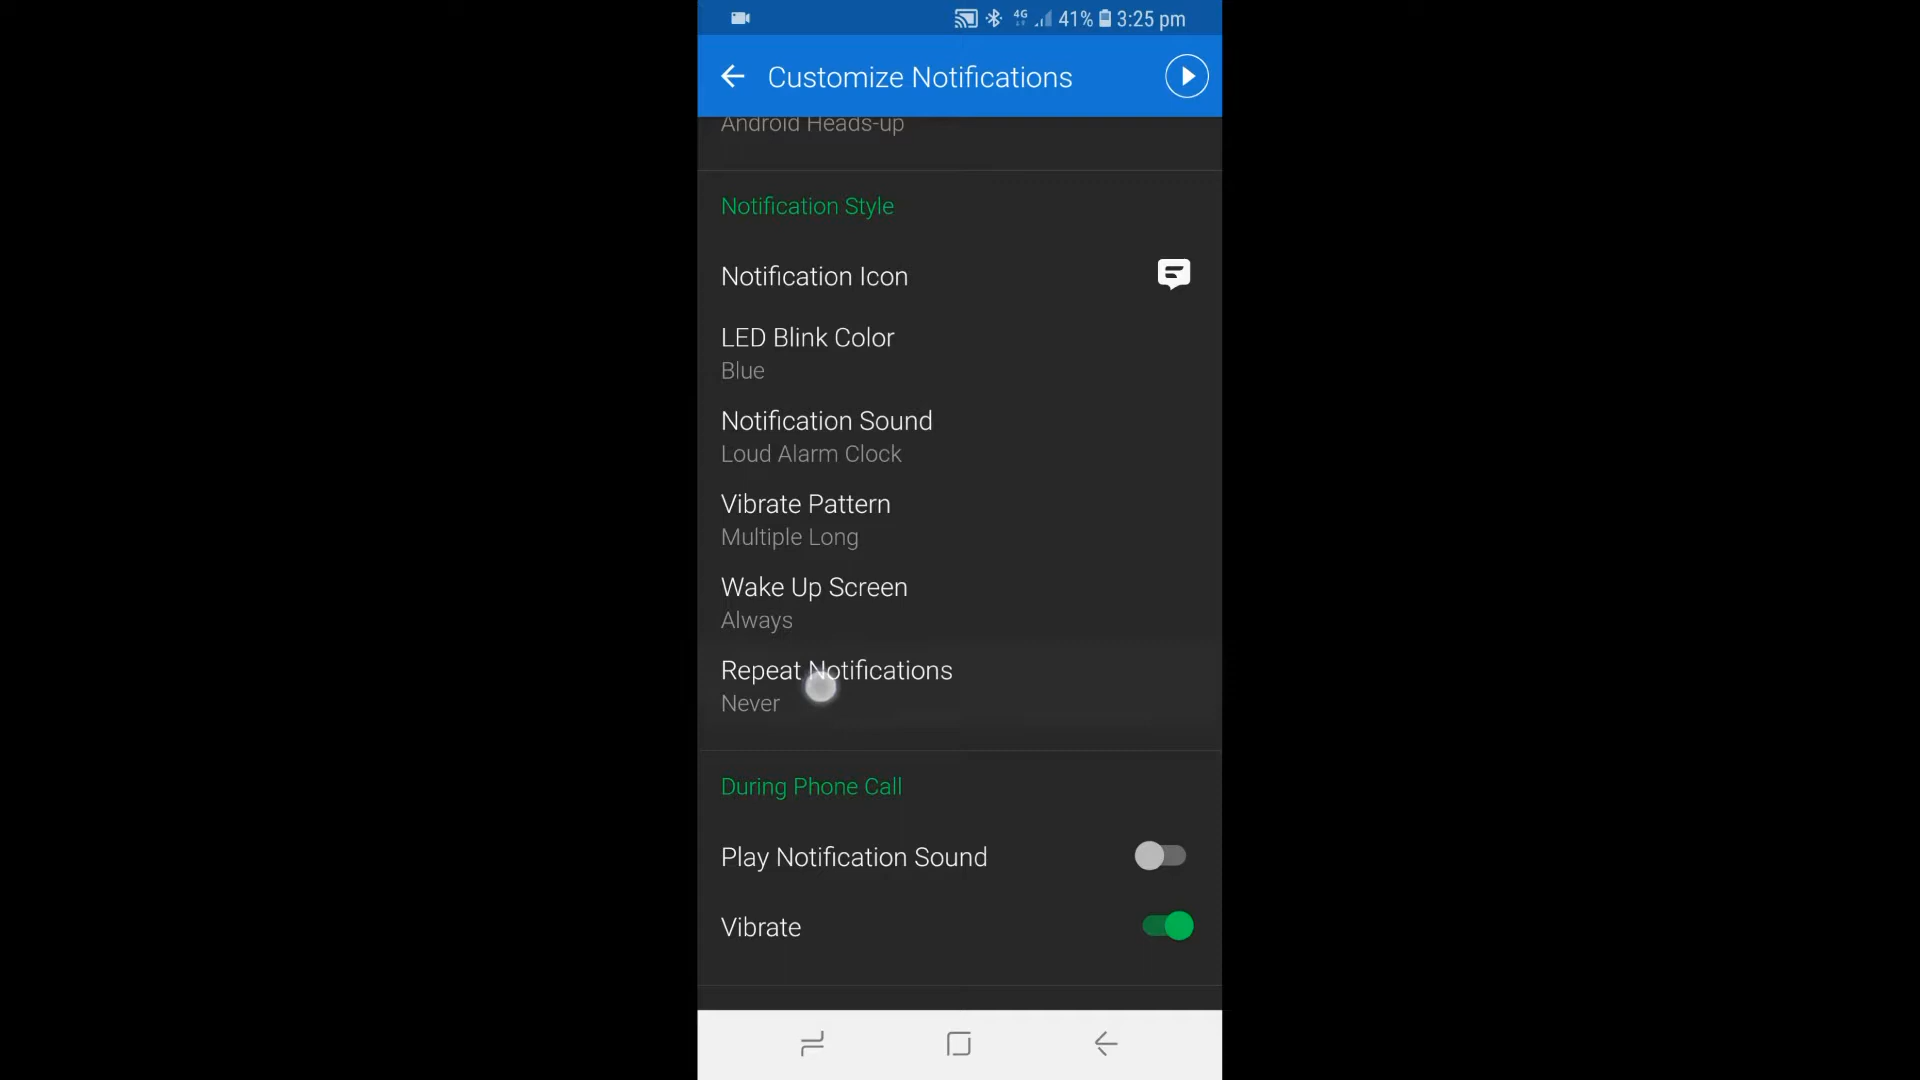 4G 41% 3:25 pm
Customize Notifications
Android Heads-up
Notification Style
Notification Icon
LED Blink Color
Blue
Notification Sound
Loud Alarm Clock
Vibrate Pattern
Multiple Long
Wake Up Screen
Always
Repeat Notifications
Never
During Phone Call
Play Notification Sound
Vibrate